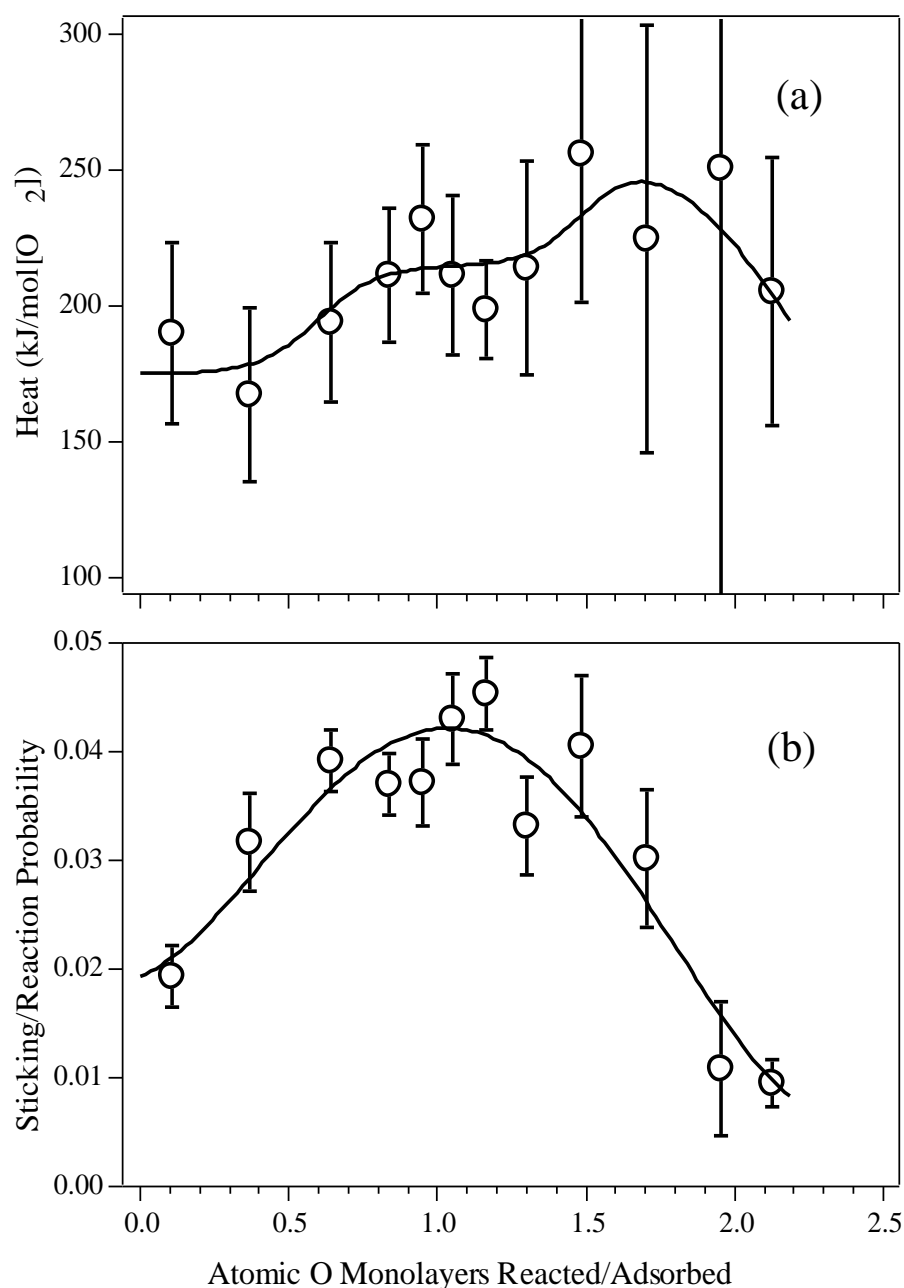 300
(a)
250
200
150
100
Heat (kJ/mol[O 2])
0.05
(b)
0.04
0.03
0.02
0.01
0.00
Sticking/Reaction Probability
0.0 0.5 1.0 1.5 2.0 2.5
Atomic O Monolayers Reacted/Adsorbed